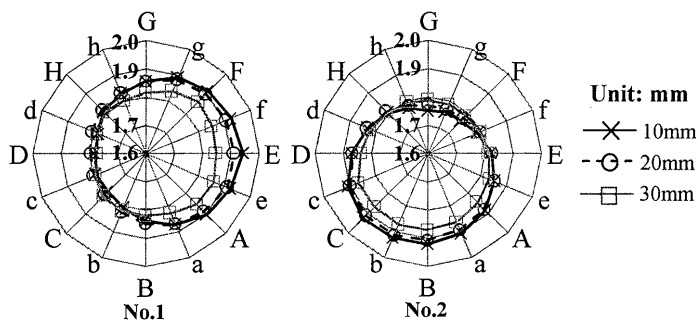 G
h
2.0
g
H
1.9
F
d
f
1.7
D
1.6
E
c
e
C
A
b
a
B
No.1
G
h
2.0
g
H
1.9
F
d
f
1.7
D
1.6
E
c
e
C
A
b
a
B
No.2
Unit: mm
10mm
20mm
30mm